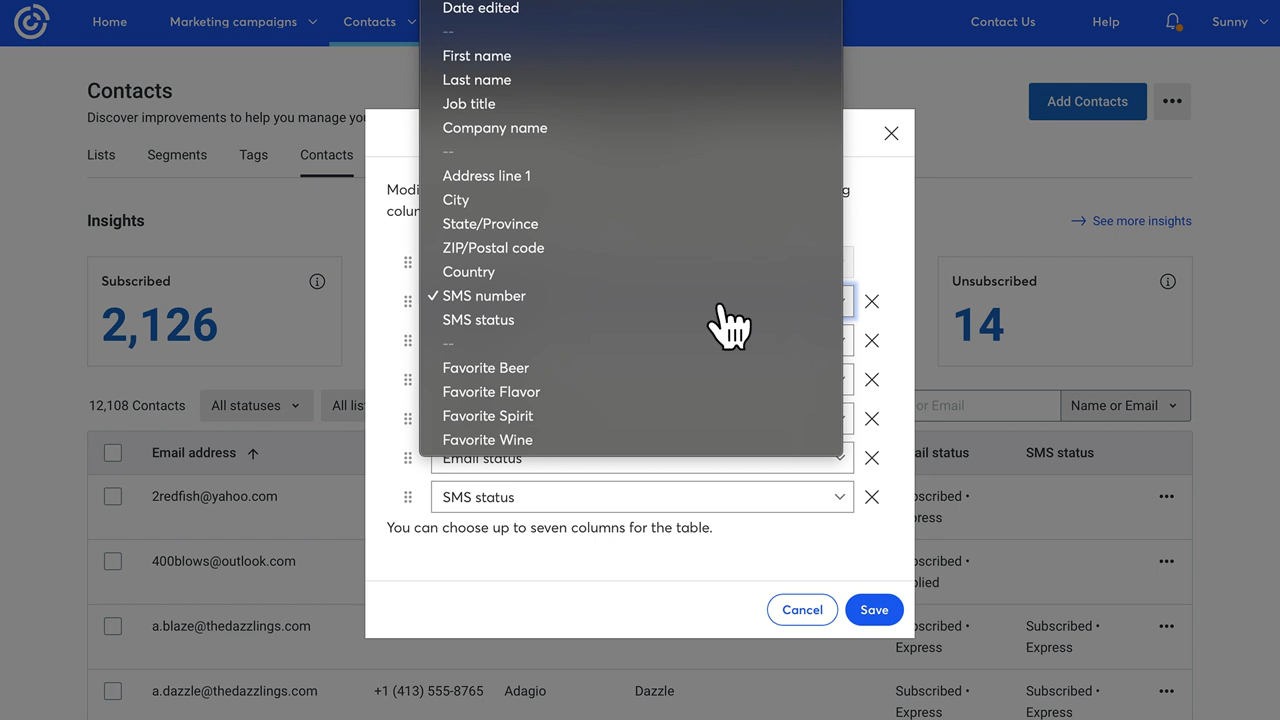 Home
Marketing campaigns
Contacts
Contact Us
Help
Sunny
Date edited
--
First name
Last name
Job title
Company name
--
Address line 1
City
State/Province
ZIP/Postal code
Country
✓ SMS number
SMS status
--
Favorite Beer
Favorite Flavor
Favorite Spirit
Favorite Wine
Contacts
Discover improvements to help you manage you
Add Contacts
Lists
Segments
Tags
Contacts
Insights
See more insights
Subscribed
2,126
Unsubscribed
14
Email status
SMS status
You can choose up to seven columns for the table.
Cancel
Save
12,108 Contacts
All statuses
or Email
Name or Email
Email address
SMS status
2redfish@yahoo.com
400blows@outlook.com
a.blaze@thedazzlings.com
Subscribed •
Express
a.dazzle@thedazzlings.com
+1 (413) 555-8765
Adagio
Dazzle
Subscribed •
Express
Subscribed •
Express